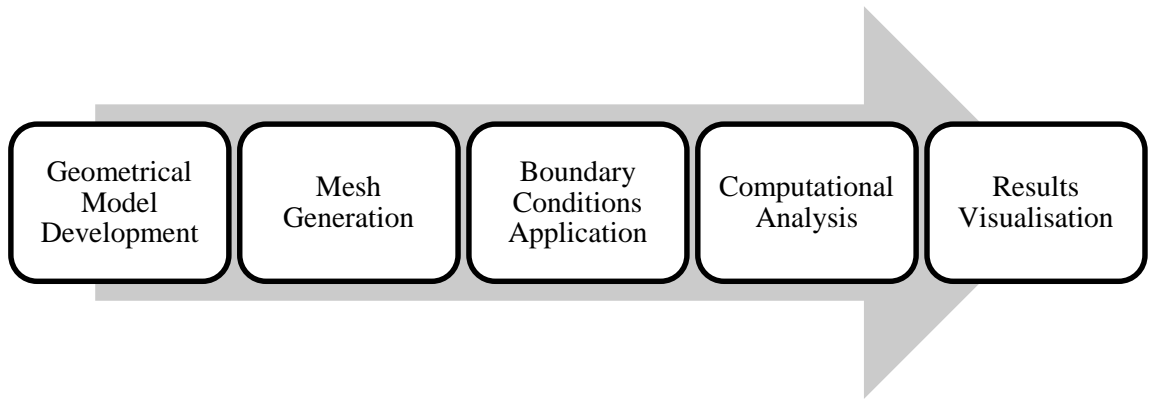 Geometrical
Model
Development
Mesh
Generation
Boundary
Conditions
Application
Computational
Analysis
Results
Visualisation